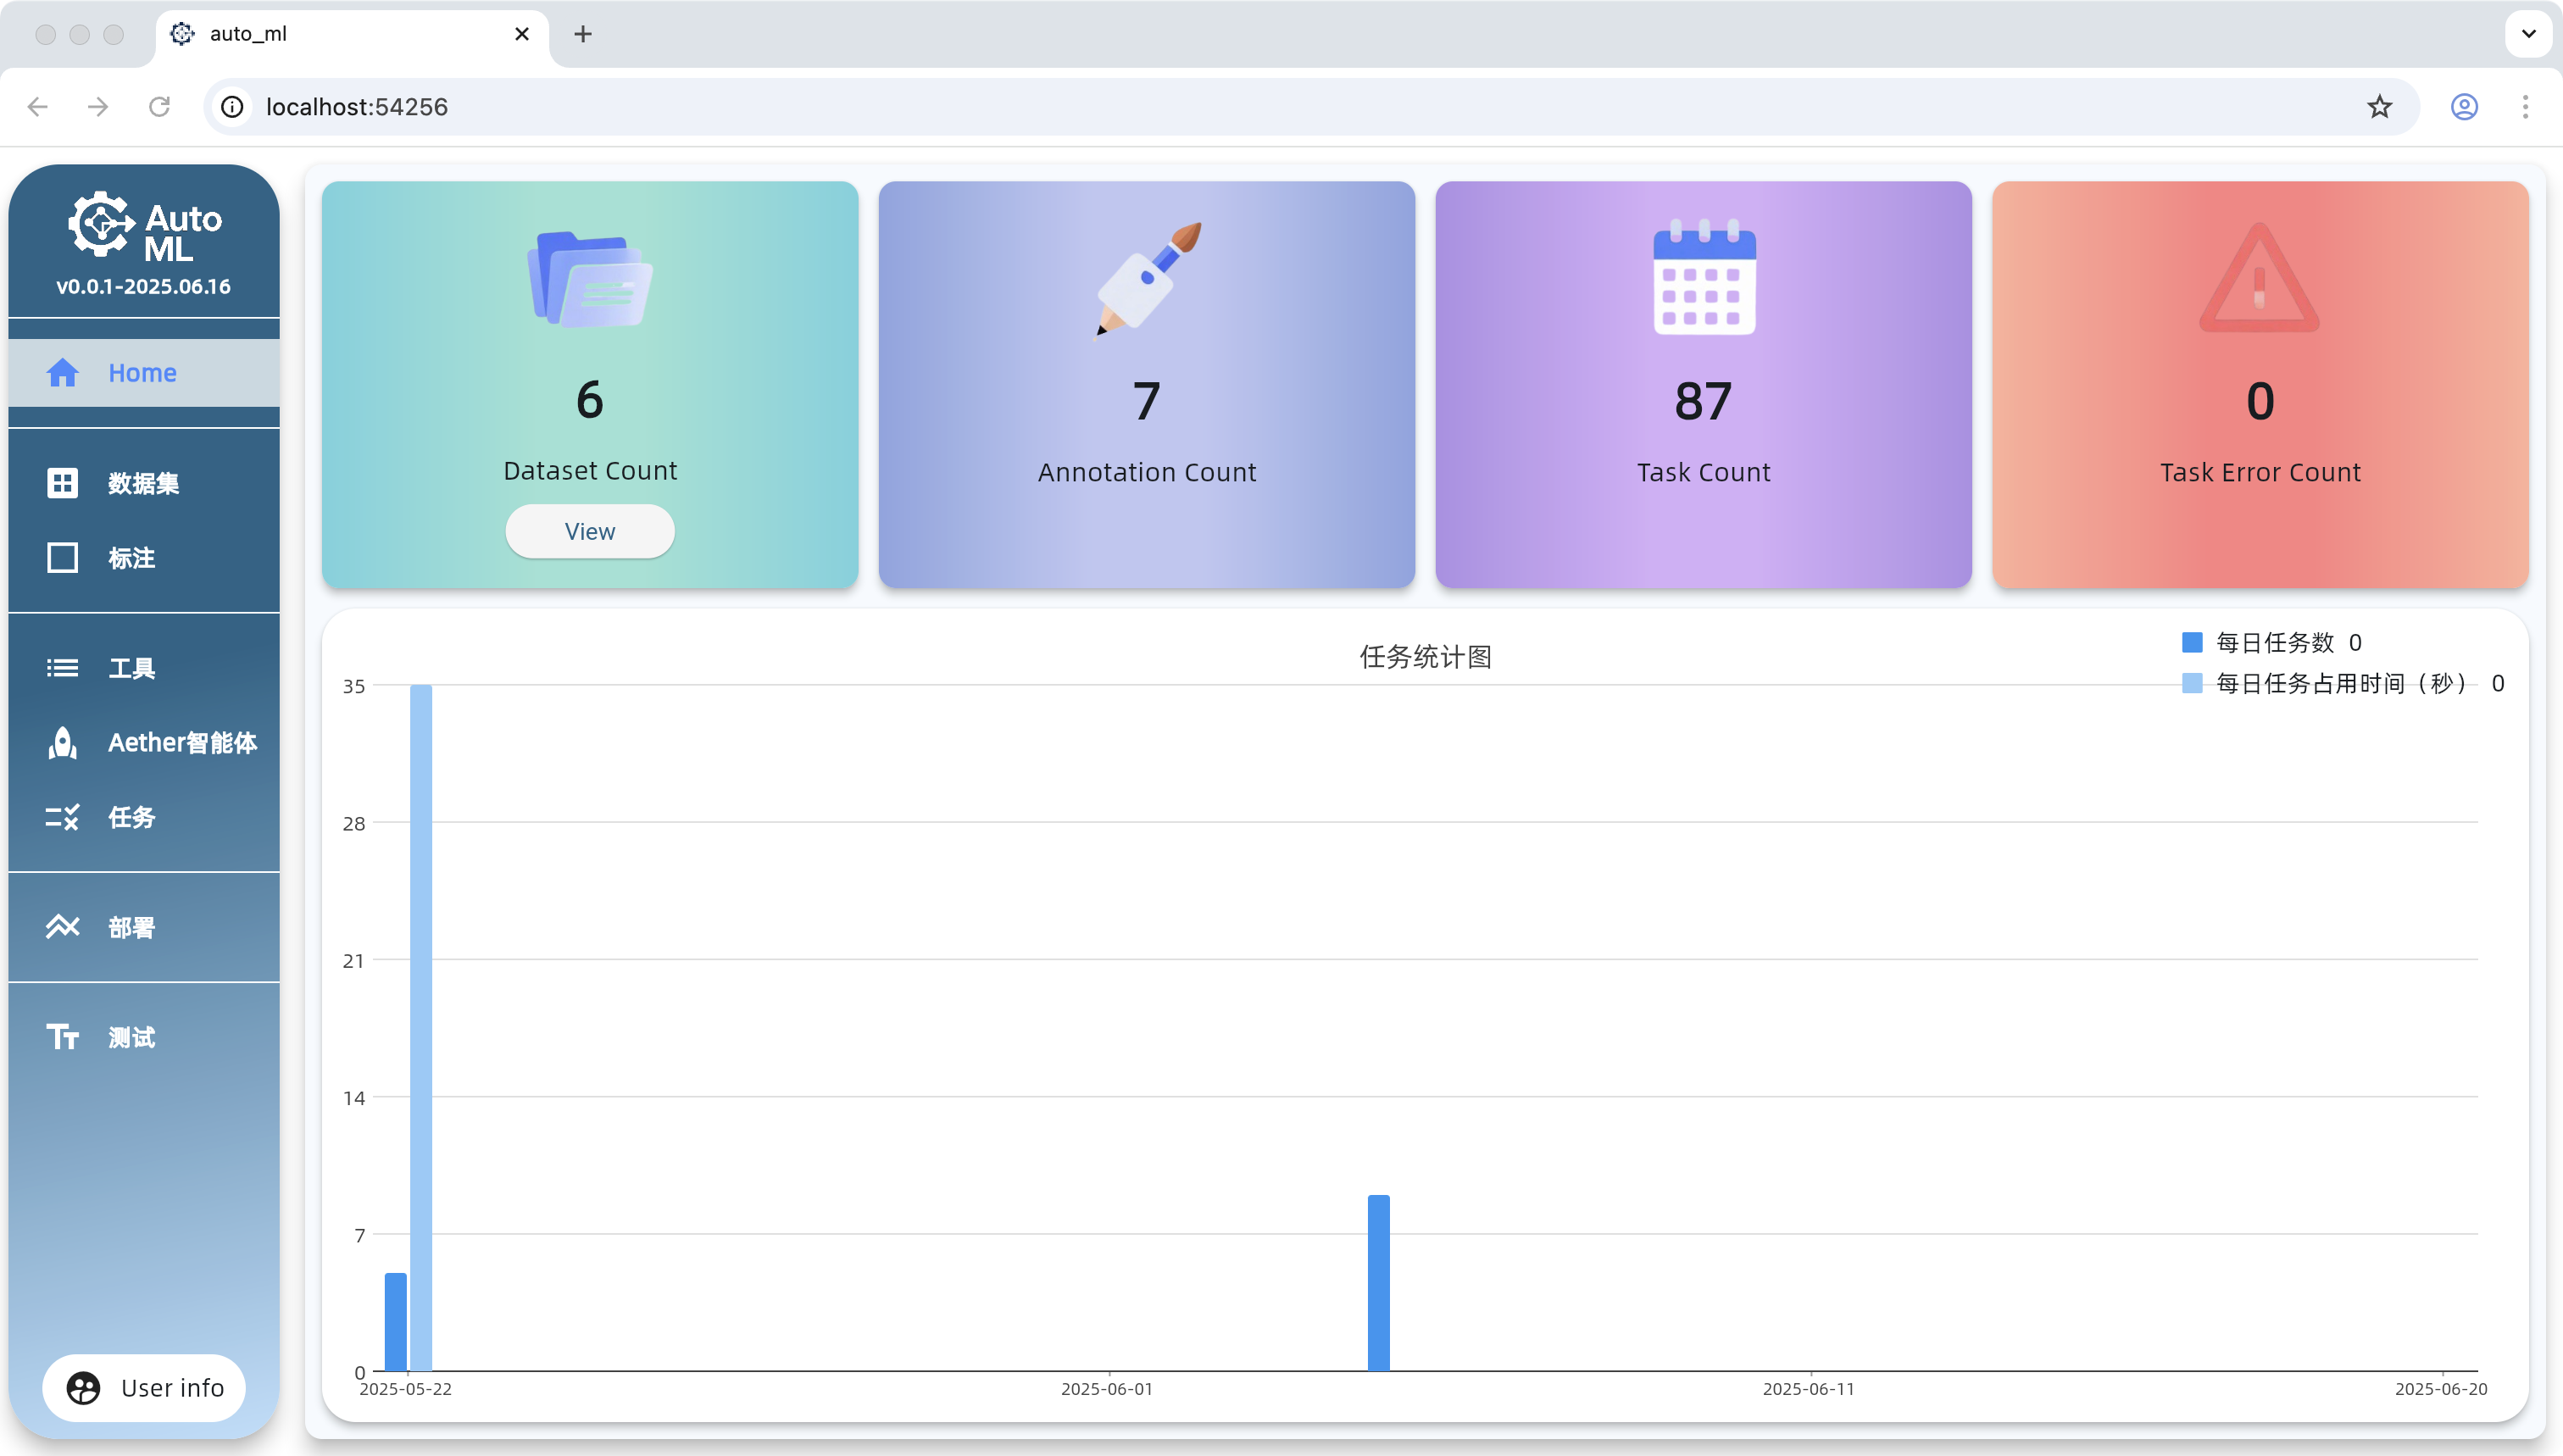 auto_ml
localhost:54256
Auto
ML
v0.0.1-2025.06.16
Home
数据集
标注
工具
Aether智能体
任务
部署
测试
User info
6
Dataset Count
View
7
Annotation Count
87
Task Count
0
Task Error Count
任务统计图
每日任务数 0
每日任务占用时间（秒） 0
35
28
21
14
7
0
2025-05-22 2025-06-01 2025-06-11 2025-06-20